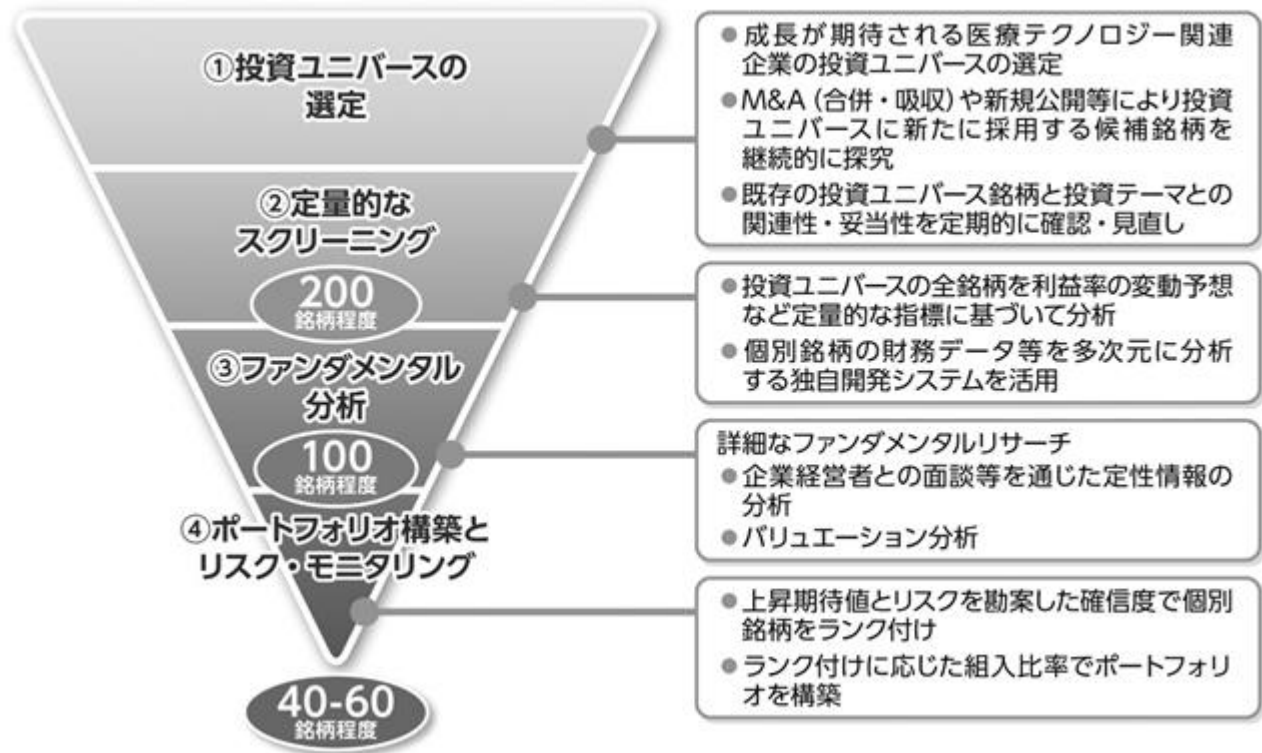 ①投資ユニバースの
選定
②定量的な
スクリーニング
200
銘柄程度
③ファンダメンタル
分析
100
銘柄程度
④ポートフォリオ構築と
リスク・モニタリング
40-60
銘柄程度
●成長が期待される医療テクノロジー関連
企業の投資ユニバースの選定
●M&A(合併・吸収)や新規公開等により投資
ユニバースに新たに採用する候補銘柄を
継続的に探究
●既存の投資ユニバース銘柄と投資テーマとの
関連性・妥当性を定期的に確認・見直し
●投資ユニバースの全銘柄を利益率の変動予想
など定量的な指標に基づいて分析
●個別銘柄の財務データ等を多次元に分析
する独自開発システムを活用
詳細なファンダメンタルリサーチ
●企業経営者との面談等を通じた定性情報の
分析
●バリュエーション分析
●上昇期待値とリスクを勘案した確信度で個別
銘柄をランク付け
●ランク付けに応じた組入比率でポートフォリ
オを構築